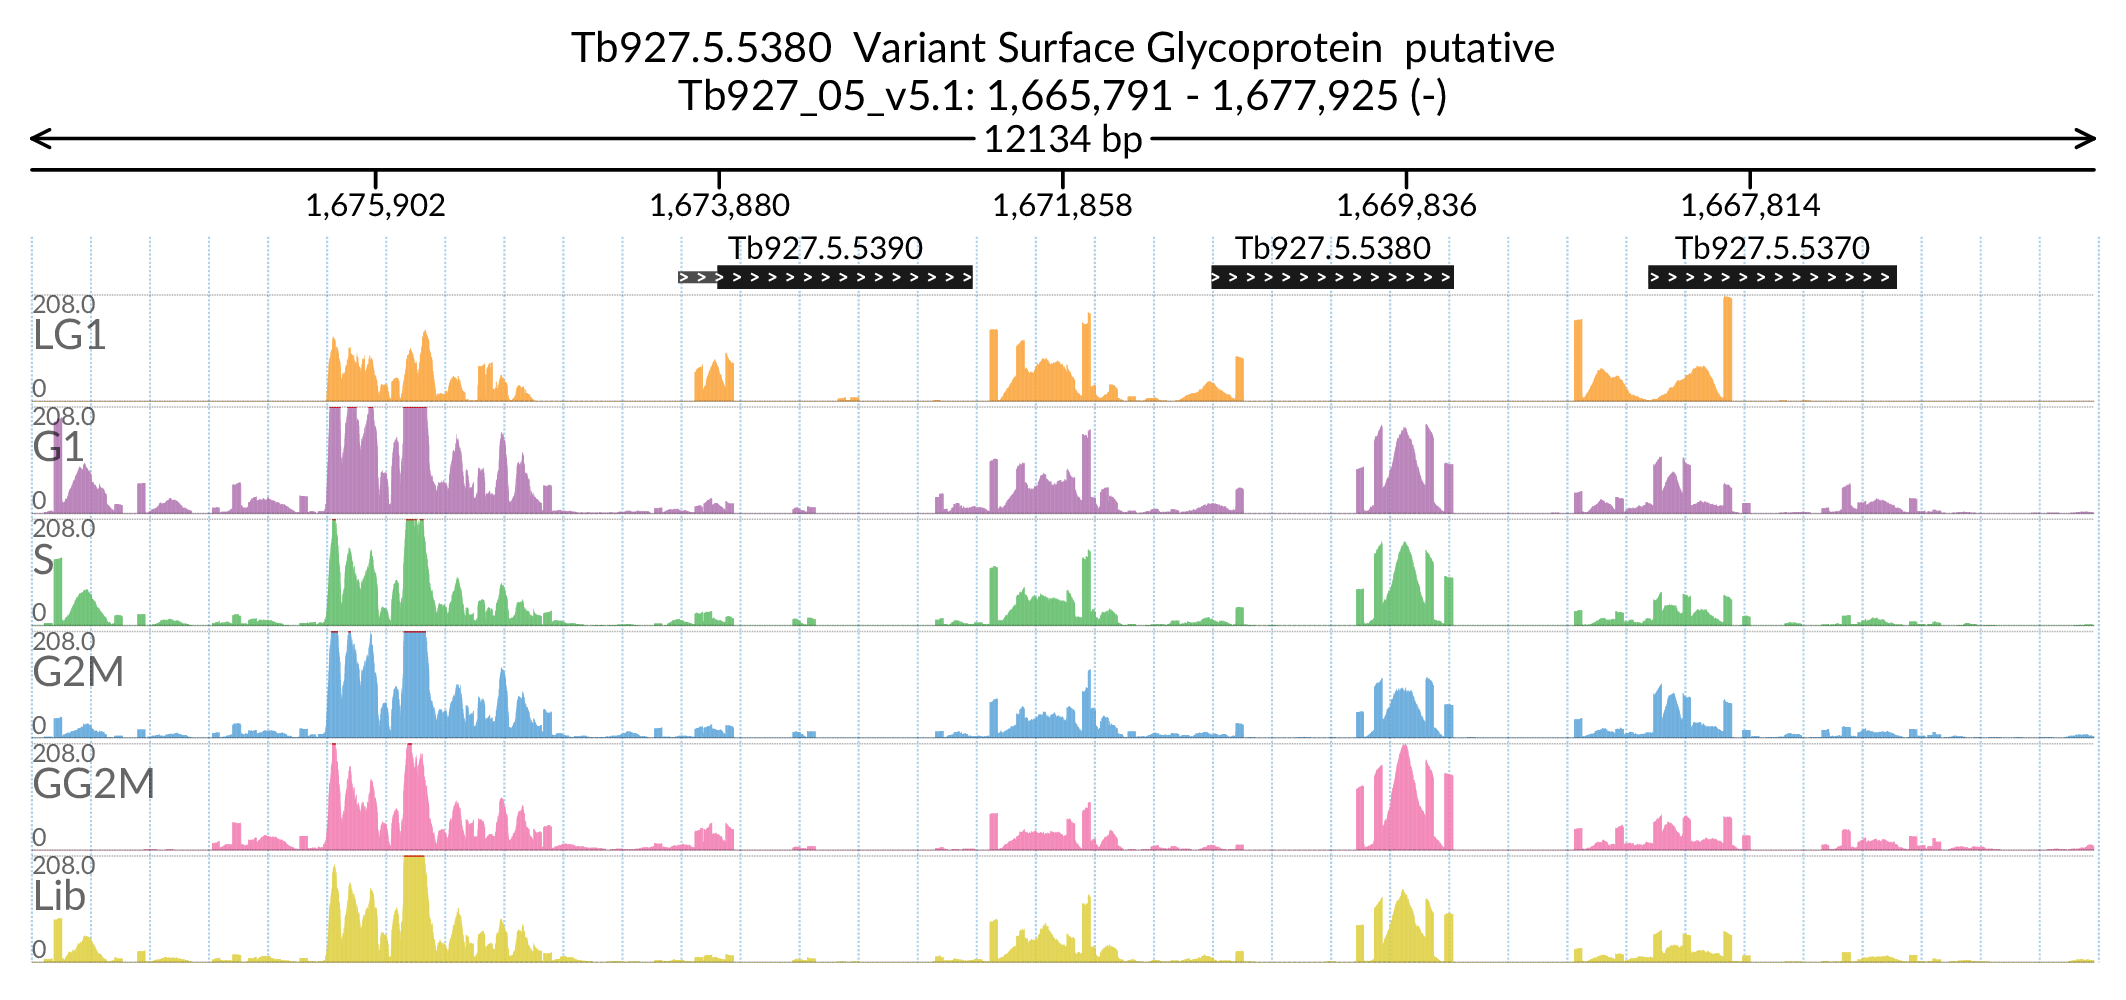 Tb927.5.5380  Variant Surface Glycoprotein  putative
Tb927_05_v5.1: 1,665,791 - 1,677,925 (-)
12134 bp
1,675,902 1,673,880 1,671,858 1,669,836 1,667,814
Tb927.5.5390 Tb927.5.5380 Tb927.5.5370
208.0
LG1
0
208.0
G1
0
208.0
S
0
208.0
G2M
0
208.0
GG2M
0
208.0
Lib
0